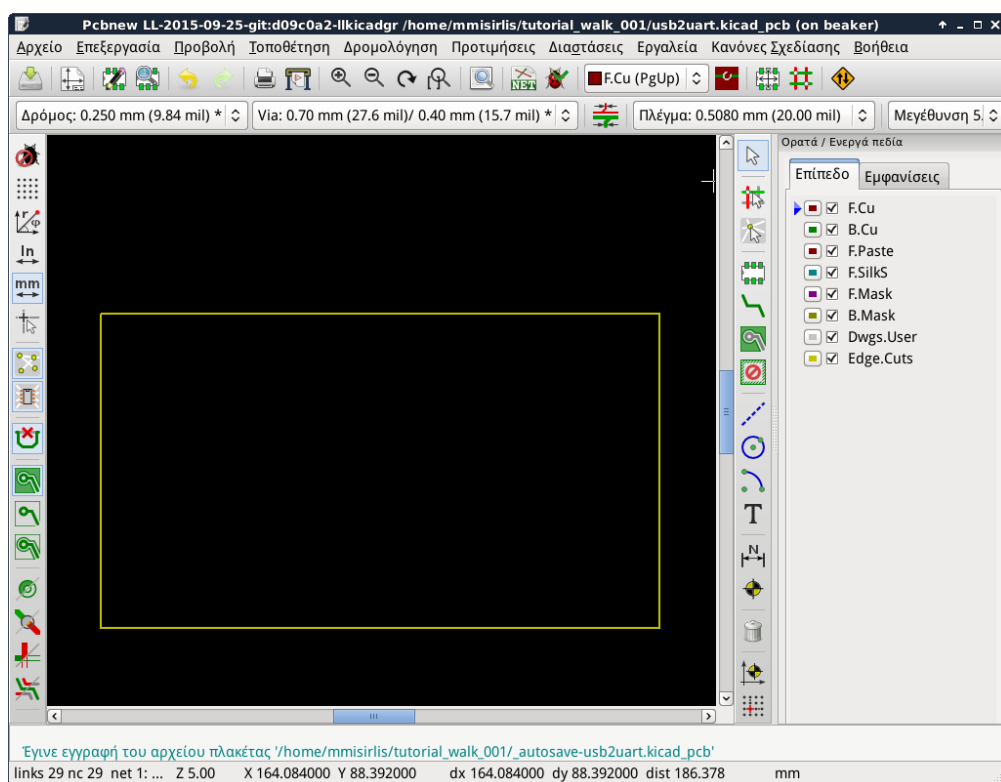 Pcbnew LL-2015-09-25-git:d09c0a2-llkicadgr /home/mmisirlis/tutorial_walk_001/usb2uart.kicad_pcb (on beaker)
Αρχείο Επεξεργασία Προβολή Τοποθέτηση Δρομολόγηση Προτιμήσεις Διαστάσεις Εργαλεία Κανόνες Σχεδίασης Βοήθεια
NET F.Cu (PgUp)
Δρόμος: 0.250 mm (9.84 mil) * Via: 0.70 mm (27.6 mil)/ 0.40 mm (15.7 mil) * Πλέγμα: 0.5080 mm (20.00 mil) Μεγέθυνση 5.
Ορατά / Ενεργά πεδία
Επίπεδο Εμφανίσεις
F.Cu
B.Cu
F.Paste
F.SilkS
F.Mask
B.Mask
Dwgs.User
Edge.Cuts
r φ
In
mm
T
N
Έγινε εγγραφή του αρχείου πλακέτας '/home/mmisirlis/tutorial_walk_001/_autosave-usb2uart.kicad_pcb'
links 29 nc 29 net 1: ... Z 5.00 X 164.084000 Y 88.392000 dx 164.084000 dy 88.392000 dist 186.378 mm